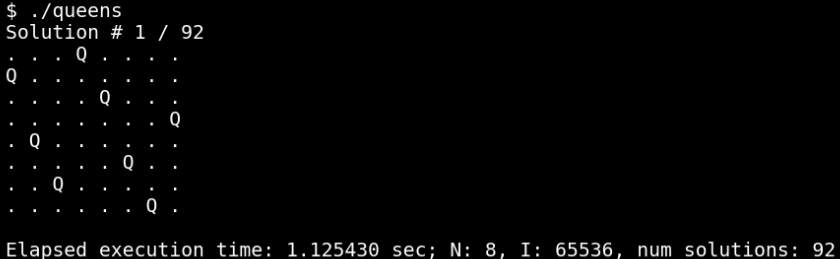 $ ./queens
Solution # 1 / 92
. . . Q . . . .
Q . . . . . . .
. . . . Q . . .
. . . . . . . Q
. Q . . . . . .
. . . . . Q . .
. . Q . . . . .
. . . . . . Q .
Elapsed execution time: 1.125430 sec; N: 8, I: 65536, num solutions: 92